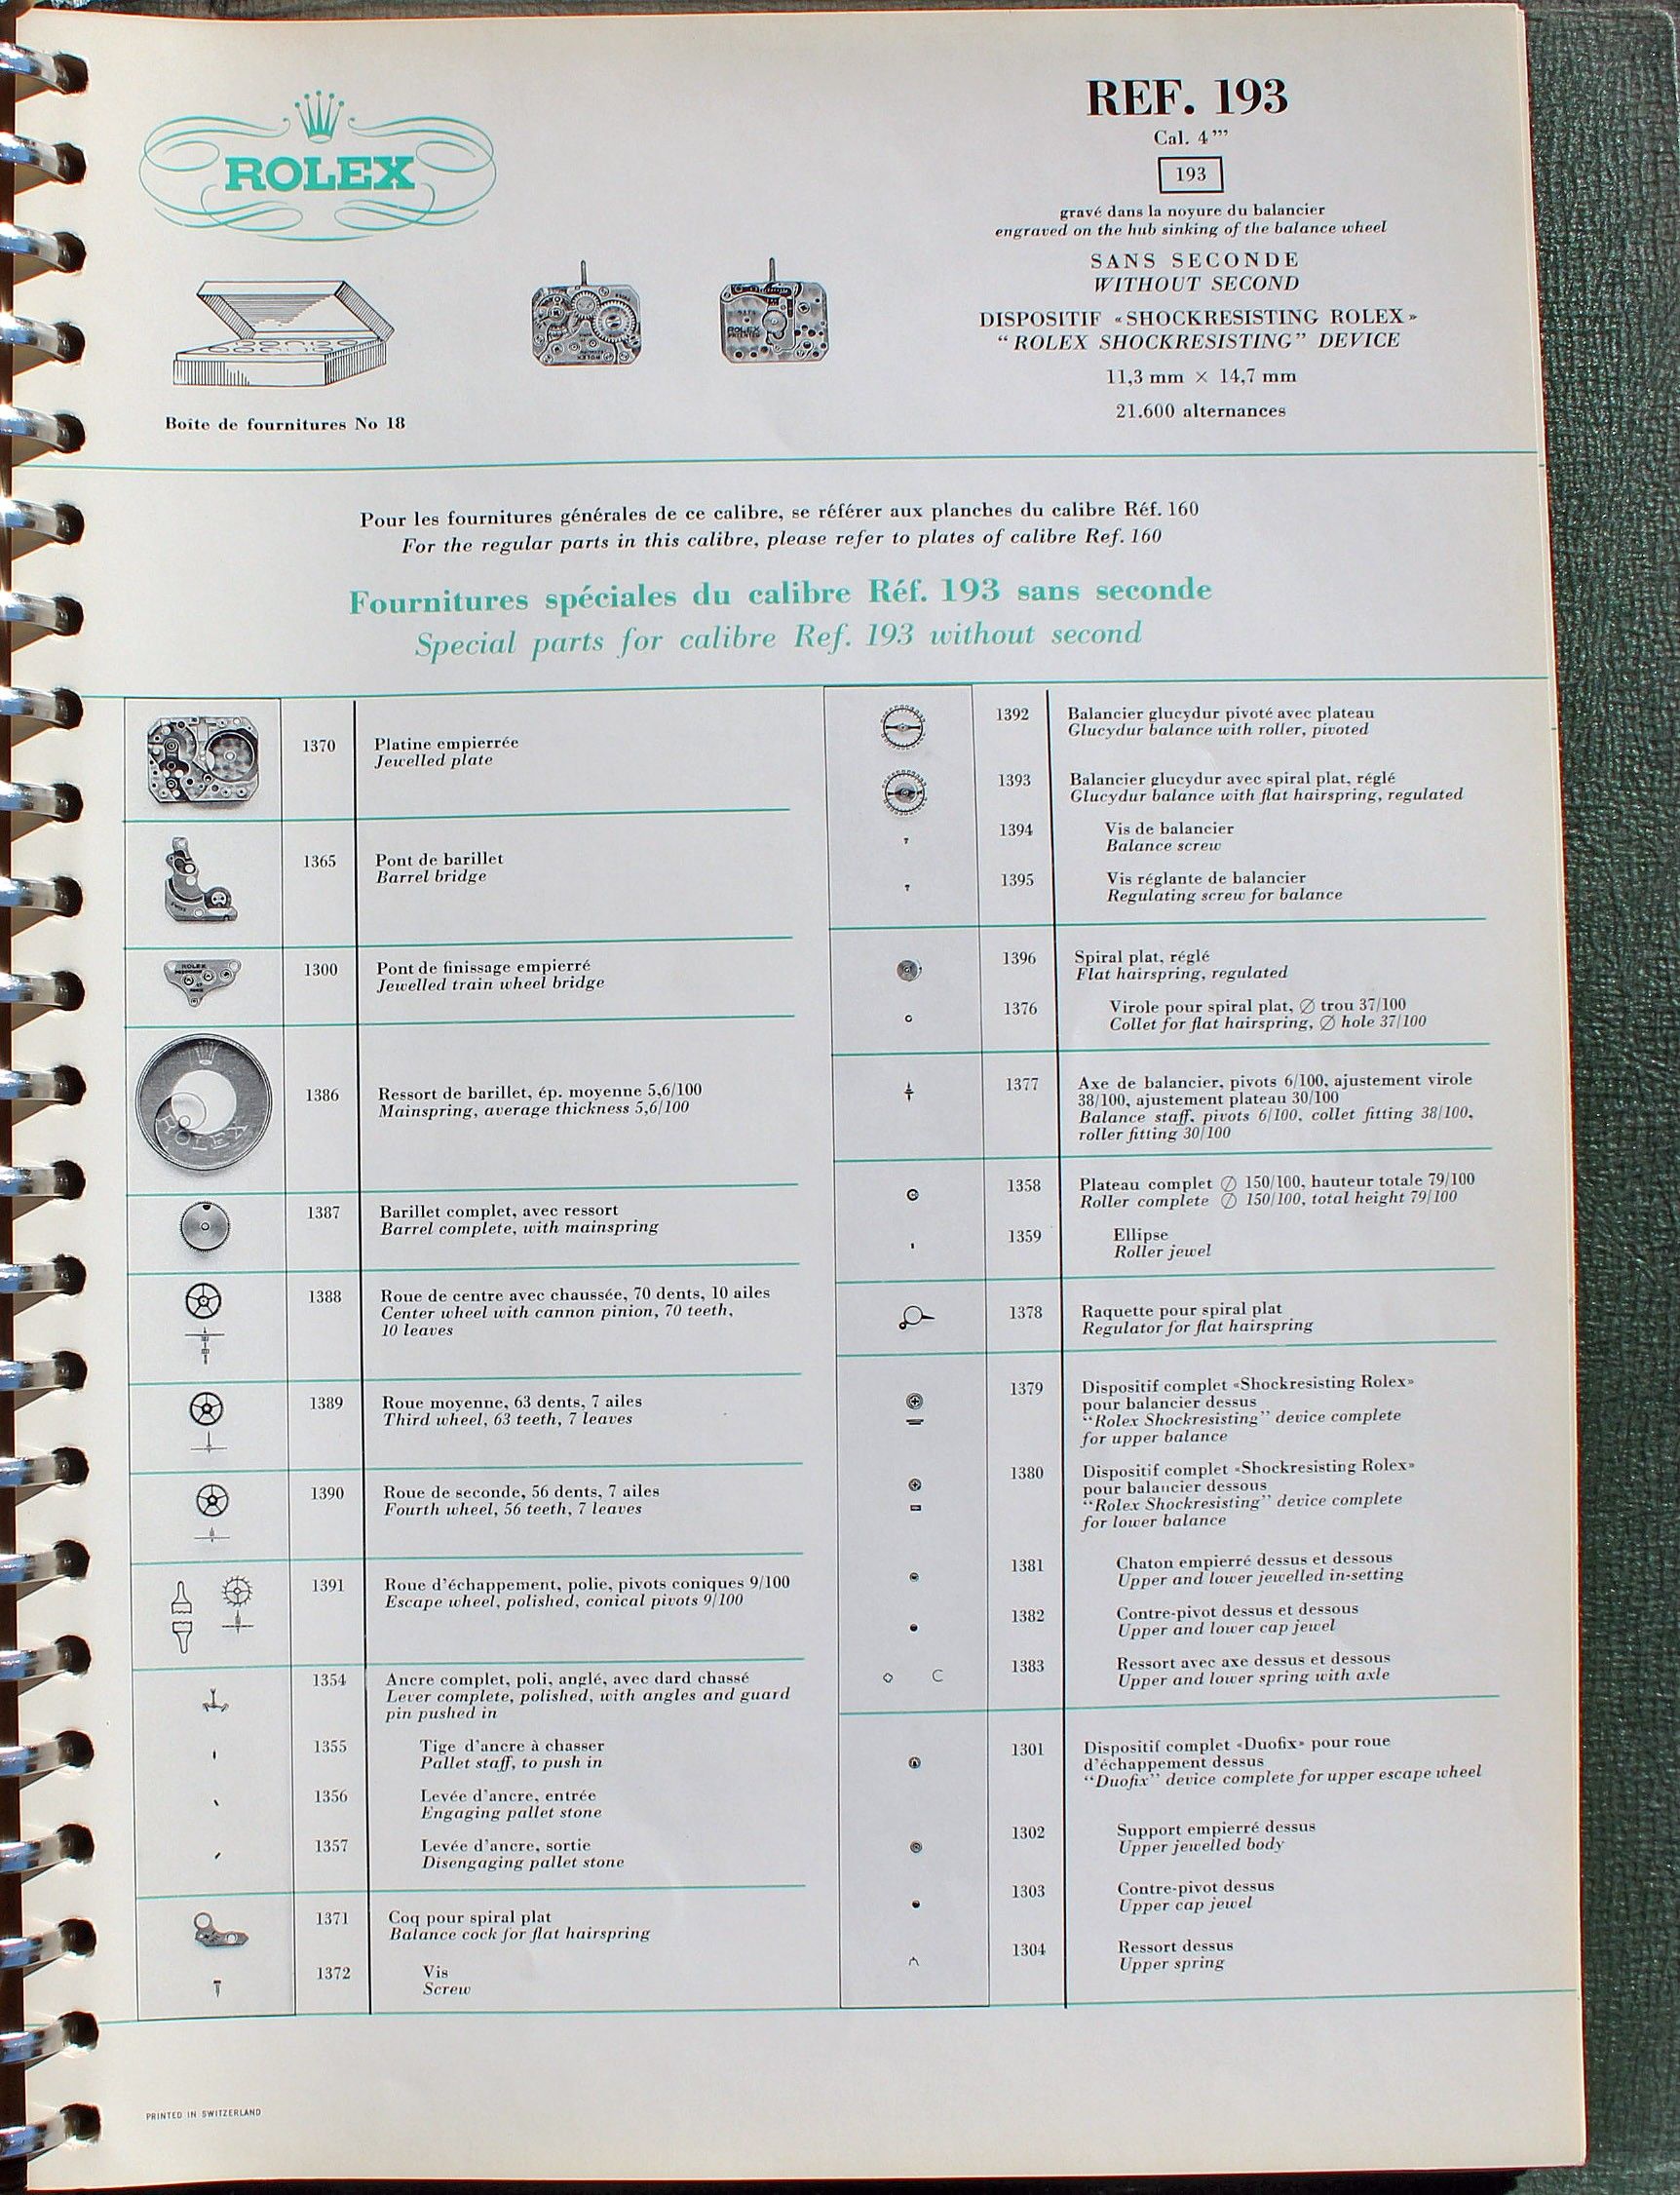 ROLEX
REF. 193
Cal. 4”’
193
gravé dans la noyure du balancier
engraved on the hub sinking of the balance wheel
SANS SECONDE
WITHOUT SECOND
DISPOSITIF «SHOCKRESISTING ROLEX»
“ROLEX SHOCKRESISTING” DEVICE
11,3 mm × 14,7 mm
21.600 alternances
Boîte de fournitures No 18
Pour les fournitures générales de ce calibre, se référer aux planches du calibre Réf. 160
For the regular parts in this calibre, please refer to plates of calibre Ref. 160
Fournitures spéciales du calibre Réf. 193 sans seconde
Special parts for calibre Ref. 193 without second
1370 Platine empierrée
Jewelled plate
1365 Pont de barillet
Barrel bridge
1300 Pont de finissage empierré
Jewelled train wheel bridge
ROLEX
1386 Ressort de barillet, ép. moyenne 5,6/100
Mainspring, average thickness 5,6/100
ROLEX
1387 Barillet complet, avec ressort
Barrel complete, with mainspring
1388 Roue de centre avec chaussée, 70 dents, 10 ailes
Center wheel with cannon pinion, 70 teeth,
10 leaves
1389 Roue moyenne, 63 dents, 7 ailes
Third wheel, 63 teeth, 7 leaves
1390 Roue de seconde, 56 dents, 7 ailes
Fourth wheel, 56 teeth, 7 leaves
1391 Roue d’échappement, polie, pivots coniques 9/100
Escape wheel, polished, conical pivots 9/100
1354 Ancre complet, poli, anglé, avec dard chassé
Lever complete, polished, with angles and guard
pin pushed in
1355 Tige d’ancre à chasser
Pallet staff, to push in
1356 Levée d’ancre, entrée
Engaging pallet stone
1357 Levée d’ancre, sortie
Disengaging pallet stone
1371 Coq pour spiral plat
Balance cock for flat hairspring
1372 Vis
Screw
1392 Balancier glucydur pivoté avec plateau
Glucydur balance with roller, pivoted
1393 Balancier glucydur avec spiral plat, réglé
Glucydur balance with flat hairspring, regulated
1394 Vis de balancier
Balance screw
1395 Vis réglante de balancier
Regulating screw for balance
1396 Spiral plat, réglé
Flat hairspring, regulated
1376 Virole pour spiral plat, ∅ trou 37/100
Collet for flat hairspring, ∅ hole 37/100
1377 Axe de balancier, pivots 6/100, ajustement virole
38/100, ajustement plateau 30/100
Balance staff, pivots 6/100, collet fitting 38/100,
roller fitting 30/100
1358 Plateau complet ∅ 150/100, hauteur totale 79/100
Roller complete ∅ 150/100, total height 79/100
1359 Ellipse
Roller jewel
1378 Raquette pour spiral plat
Regulator for flat hairspring
1379 Dispositif complet «Shockresisting Rolex»
pour balancier dessus
“Rolex Shockresisting” device complete
for upper balance
1380 Dispositif complet «Shockresisting Rolex»
pour balancier dessous
“Rolex Shockresisting” device complete
for lower balance
1381 Chaton empierré dessus et dessous
Upper and lower jewelled in-setting
1382 Contre-pivot dessus et dessous
Upper and lower cap jewel
1383 Ressort avec axe dessus et dessous
Upper and lower spring with axle
1301 Dispositif complet «Duofix» pour roue
d’échappement dessus
“Duofix” device complete for upper escape wheel
1302 Support empierré dessus
Upper jewelled body
1303 Contre-pivot dessus
Upper cap jewel
1304 Ressort dessus
Upper spring
PRINTED IN SWITZERLAND